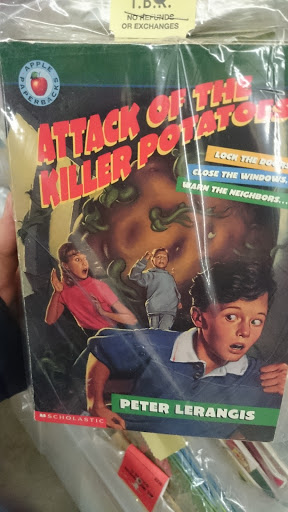 T.B.R.
NO REFUNDS
OR EXCHANGES
APPLE
PAPERBACKS
ATTACK OF THE
KILLER POTATOES
LOCK THE DOORS
CLOSE THE WINDOWS.
WARN THE NEIGHBORS...
PETER LERANGIS
SCHOLASTIC